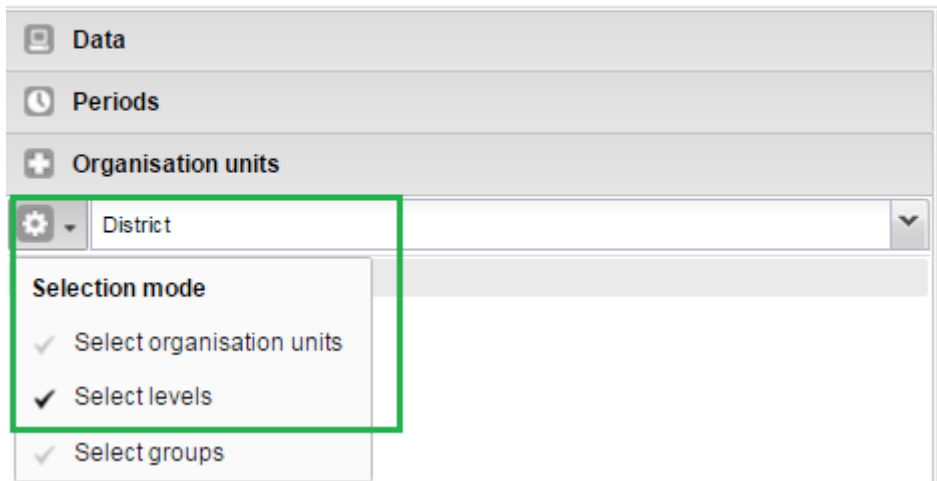 Data
Periods
Organisation units
District
Selection mode
Select organisation units
Select levels
Select groups